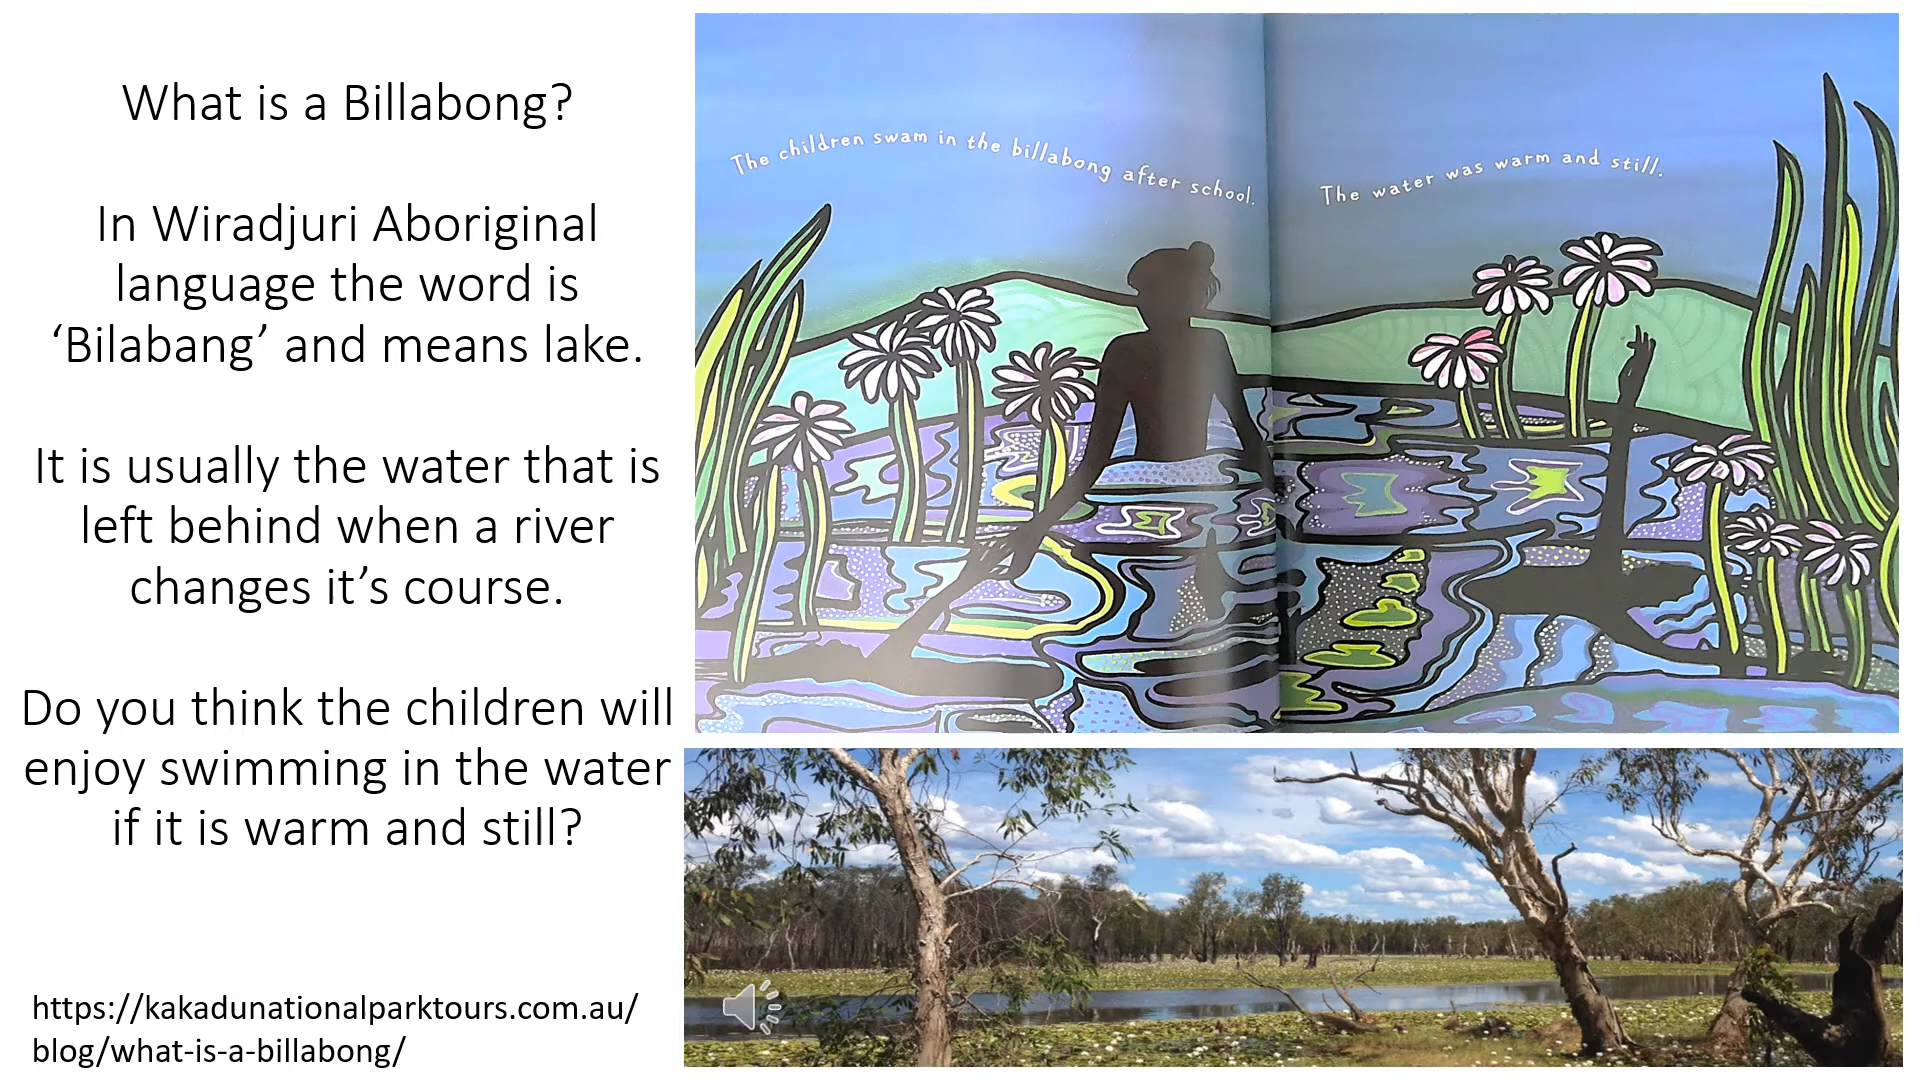 What is a Billabong?
In Wiradjuri Aboriginal
language the word is
‘Bilabang’ and means lake.
It is usually the water that is
left behind when a river
changes it’s course.
Do you think the children will
enjoy swimming in the water
if it is warm and still?
https://kakadunationalparktours.com.au/
blog/what-is-a-billabong/
The children swam in the billabong after school.
The water was warm and still.